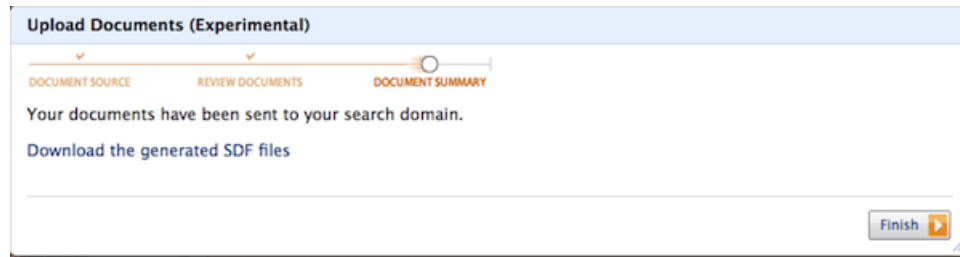 Upload Documents (Experimental)
DOCUMENT SOURCE REVIEW DOCUMENTS DOCUMENT SUMMARY
Your documents have been sent to your search domain.
Download the generated SDF files
Finish